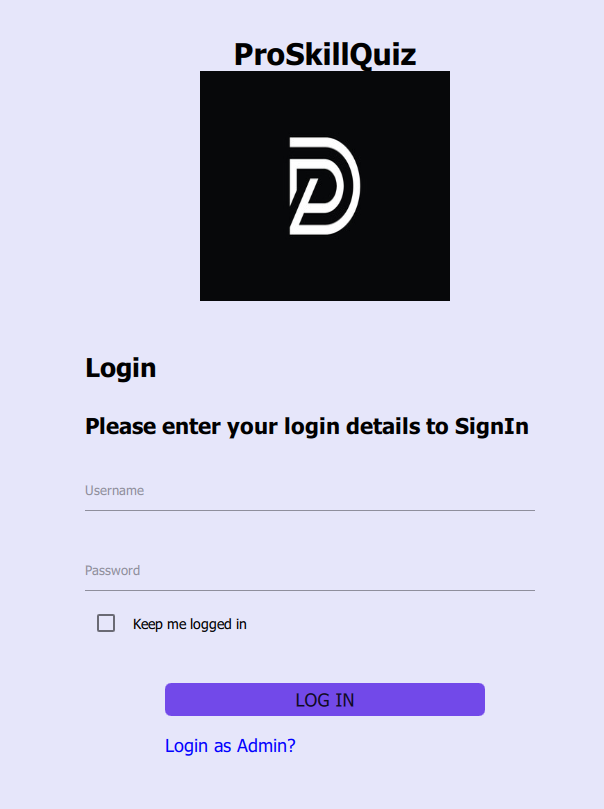 ProSkillQuiz
Login
Please enter your login details to SignIn
Username
Password
Keep me logged in
LOG IN
Login as Admin?